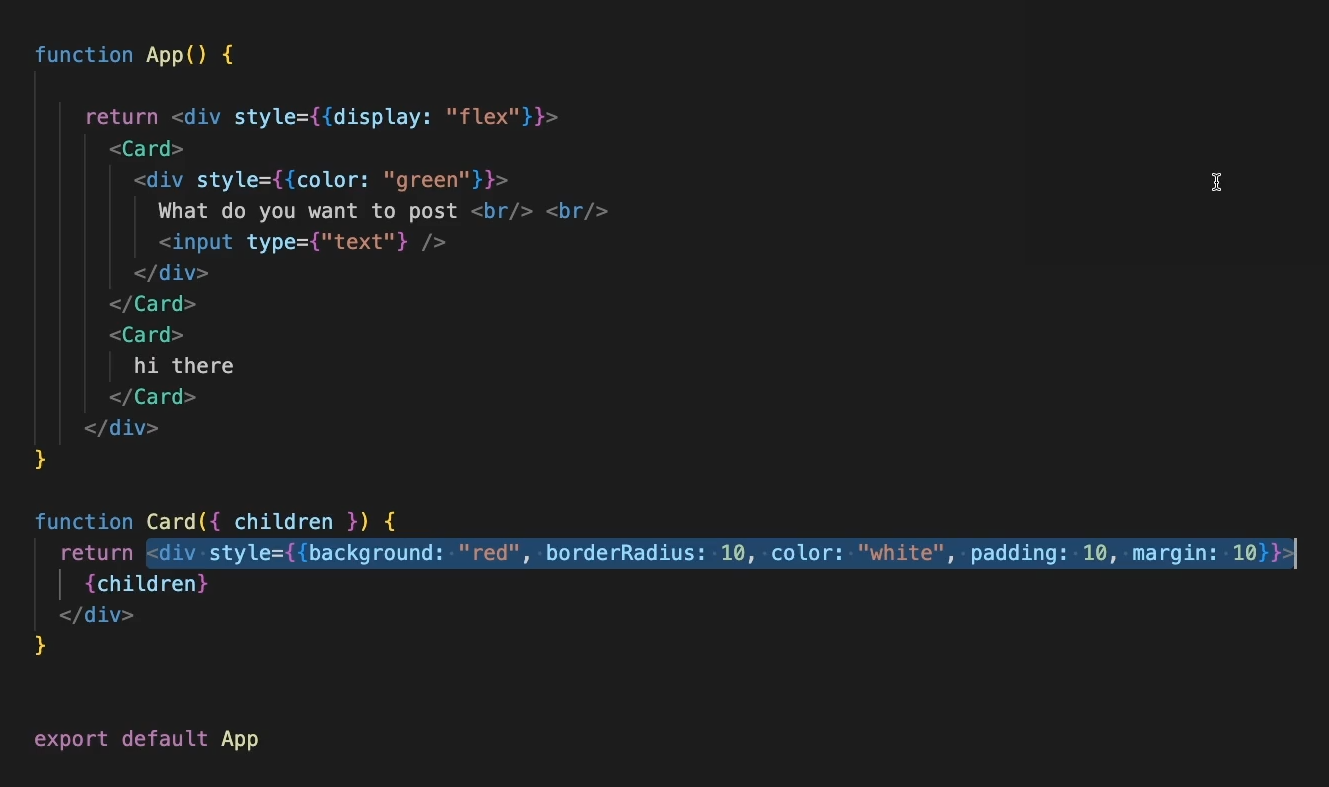 function App() {
return <div style={{display: "flex"}}>
<Card>
<div style={{color: "green"}}>
What do you want to post <br/> <br/>
<input type={"text"} />
</div>
</Card>
<Card>
hi there
</Card>
</div>
}
function Card({ children }) {
return <div style={{background: "red", borderRadius: 10, color: "white", padding: 10, margin: 10}}>
{children}
</div>
}
export default App